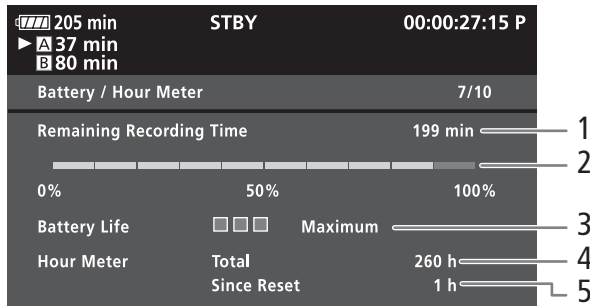 205 min STBY 00:00:27:15 P
A 37 min
B 80 min
Battery / Hour Meter 7/10
Remaining Recording Time 199 min 1
2
0% 50% 100%
Battery Life Maximum 3
Hour Meter Total 260 h 4
Since Reset 1 h 5